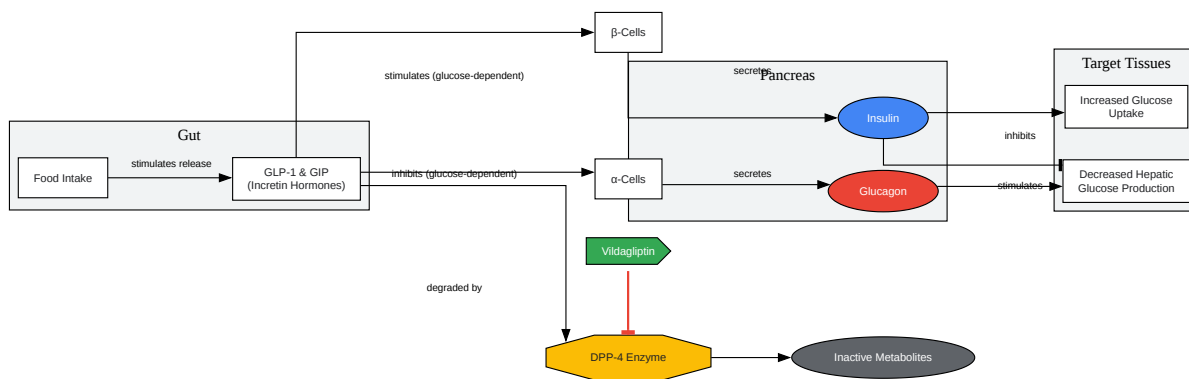 β-Cells
stimulates (glucose-dependent)
secretes
Pancreas
Target Tissues
Increased Glucose
Uptake
Insulin
inhibits
Gut
Food Intake
stimulates release
GLP-1 & GIP
(Incretin Hormones)
inhibits (glucose-dependent)
α-Cells
secretes
Glucagon
stimulates
Decreased Hepatic
Glucose Production
Vildagliptin
degraded by
DPP-4 Enzyme
Inactive Metabolites